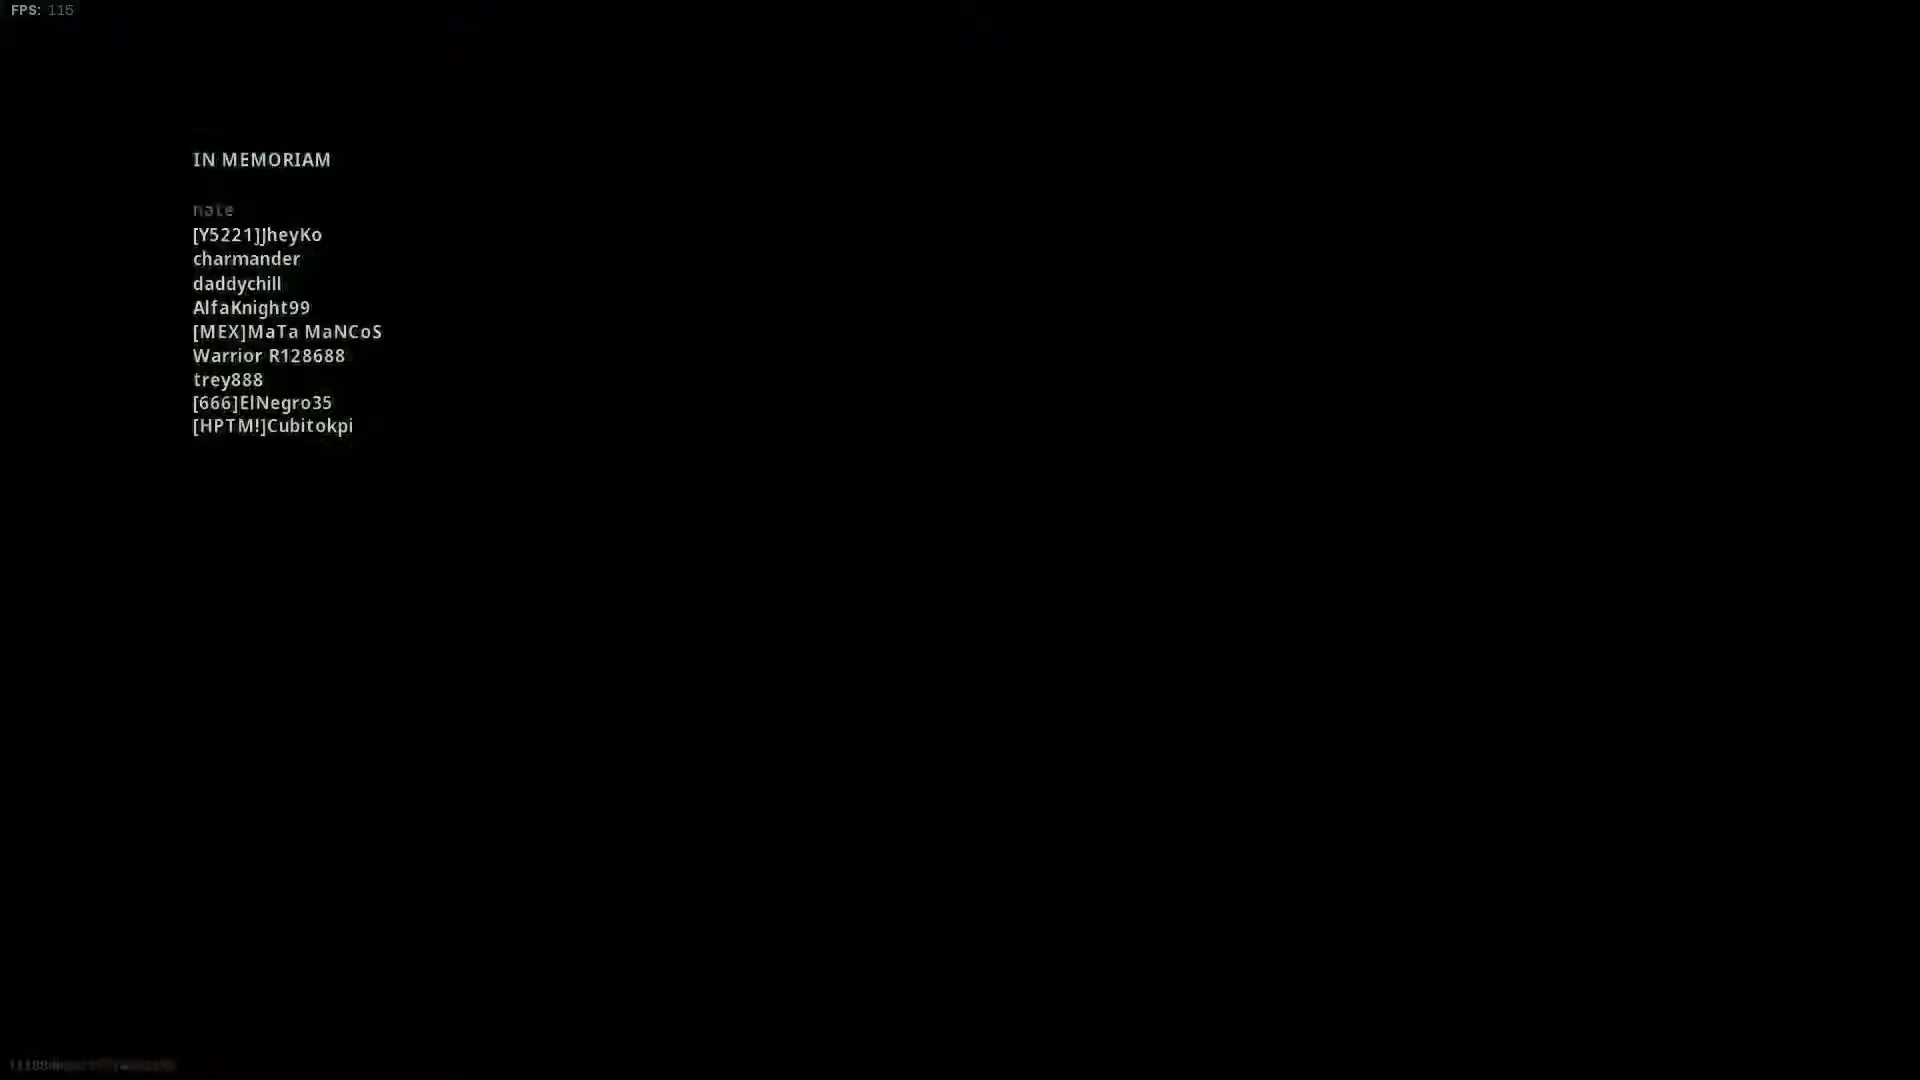 FPS: 115
IN MEMORIAM
nate
[Y5221]JheyKo
charmander
daddychill
AlfaKnight99
[MEX]MaTa MaNCoS
Warrior R128688
trey888
[666]ElNegro35
[HPTM!]Cubitokpi